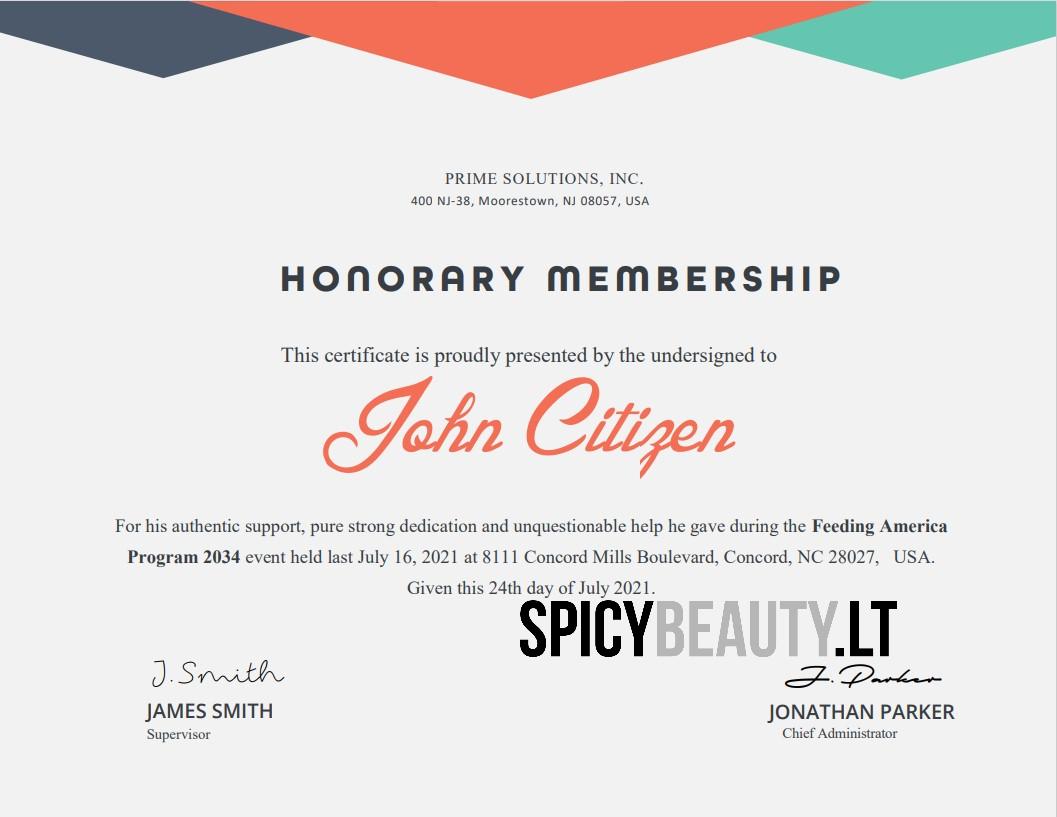 PRIME SOLUTIONS, INC.
400 NJ-38, Moorestown, NJ 08057, USA
HONORARY MEMBERSHIP
This certificate is proudly presented by the undersigned to
John Citizen
For his authentic support, pure strong dedication and unquestionable help he gave during the Feeding America
Program 2034 event held last July 16, 2021 at 8111 Concord Mills Boulevard, Concord, NC 28027, USA.
Given this 24th day of July 2021.
SPICYBEAUTY.LT
J. Smith
JAMES SMITH
Supervisor
J. Parker
JONATHAN PARKER
Chief Administrator